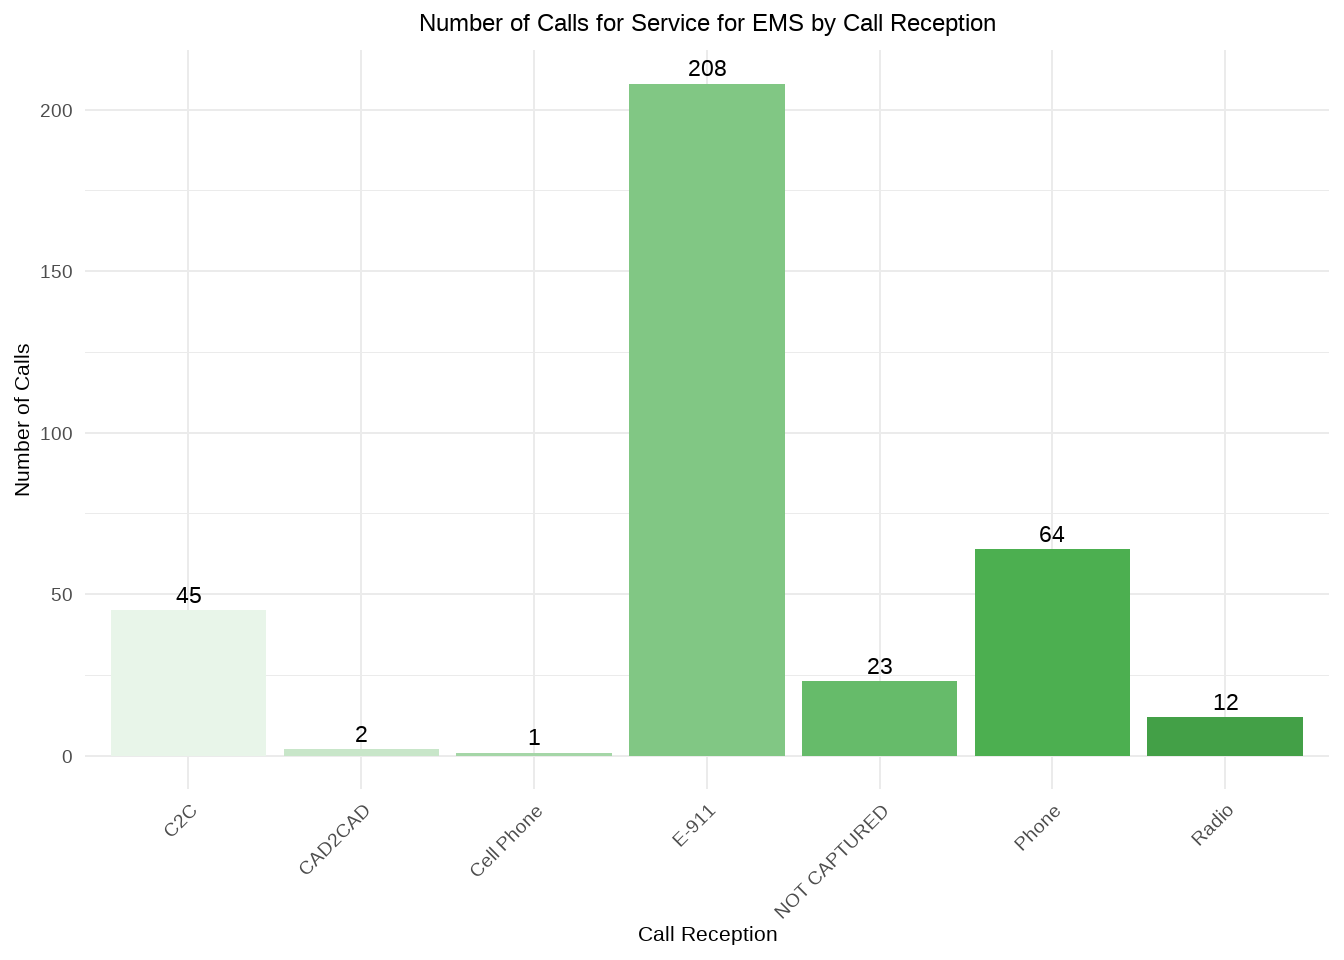 Number of Calls for Service for EMS by Call Reception
Number of Calls
200
150
100
50
0
45
2
1
208
23
64
12
C2C
CAD2CAD
Cell Phone
E-911
NOT CAPTURED
Phone
Radio
Call Reception